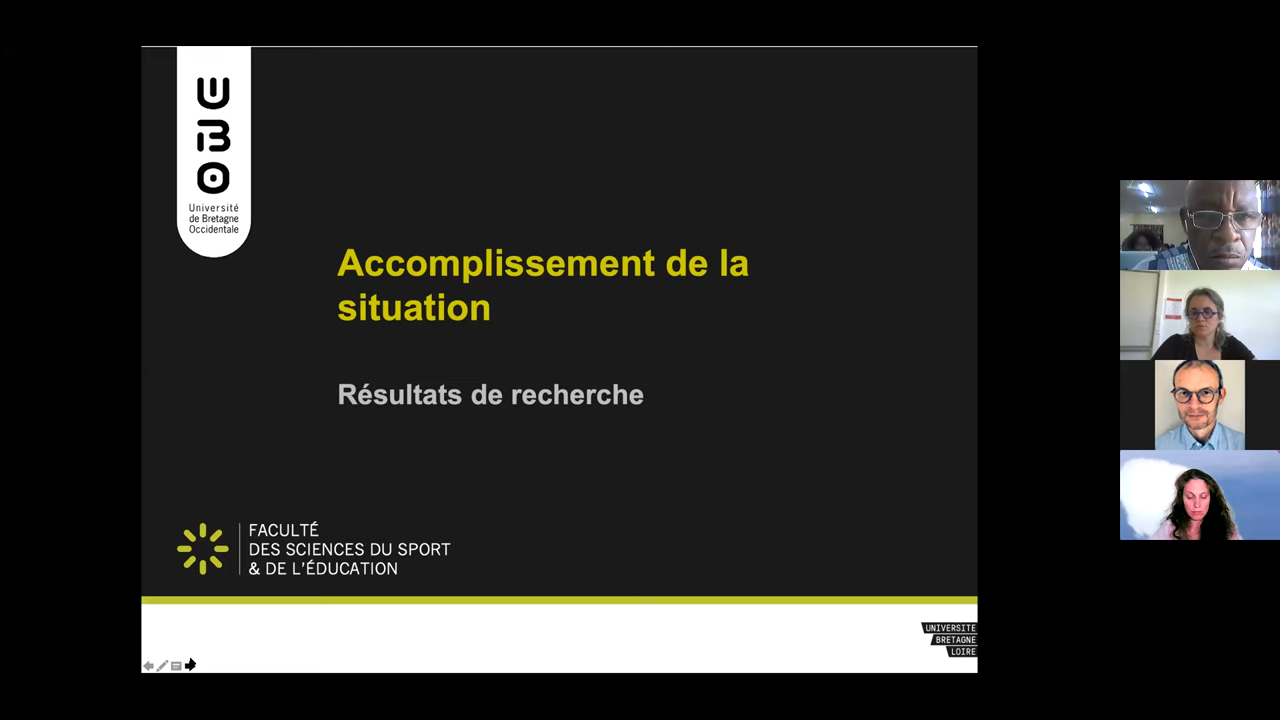 UBO
Université
de Bretagne
Occidentale
Accomplissement de la
situation
Résultats de recherche
FACULTÉ
DES SCIENCES DU SPORT
& DE L'ÉDUCATION
UNIVERSITE
BRETAGNE
LOIRE